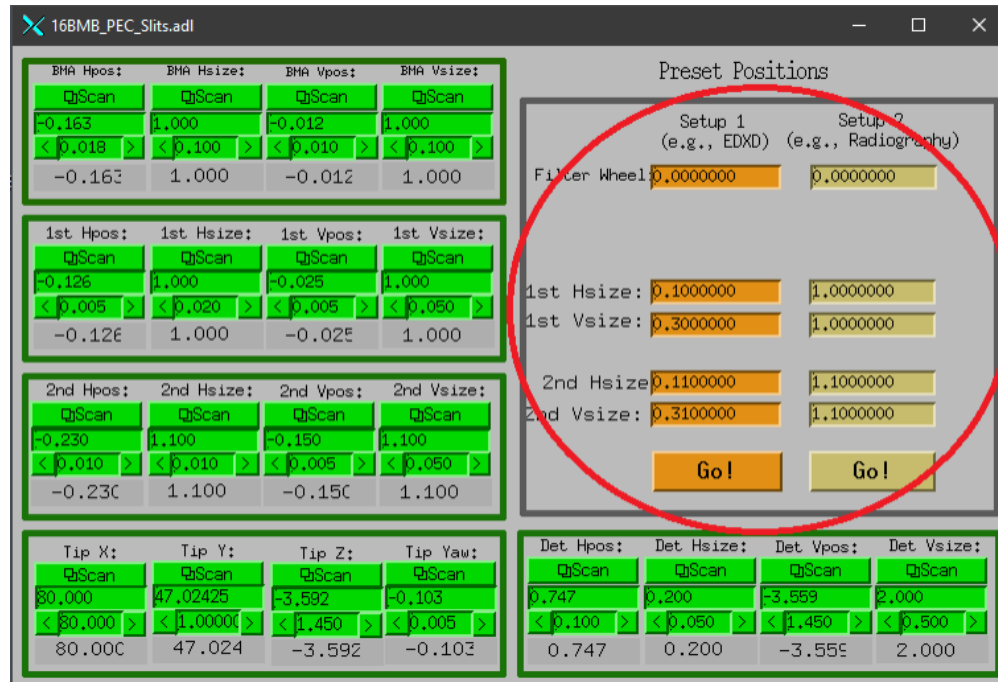 16BMB_PEC_Slits.adl
BMA Hpos: BMA Hsize: BMA Vpos: BMA Vsize:
Scan Scan Scan Scan
-0.163 1.000 -0.012 1.000
< 0.018 > < 0.100 > < 0.010 > < 0.100 >
-0.163 1.000 -0.012 1.000
1st Hpos: 1st Hsize: 1st Vpos: 1st Vsize:
Scan Scan Scan Scan
-0.126 1.000 -0.025 1.000
< 0.005 > < 0.020 > < 0.005 > < 0.050 >
-0.126 1.000 -0.025 1.000
2nd Hpos: 2nd Hsize: 2nd Vpos: 2nd Vsize:
Scan Scan Scan Scan
-0.230 1.100 -0.150 1.100
< 0.010 > < 0.010 > < 0.005 > < 0.050 >
-0.230 1.100 -0.150 1.100
Tip X: Tip Y: Tip Z: Tip Yaw:
Scan Scan Scan Scan
80.000 47.02425 -3.592 -0.103
< 80.000 > < 1.00000 > < 1.450 > < 0.005 >
80.000 47.024 -3.592 -0.103
Preset Positions
Setup 1 Setup 2
(e.g., EDXD) (e.g., Radiography)
Filter Wheel 0.0000000 0.0000000
1st Hsize: 0.1000000 1.0000000
1st Vsize: 0.3000000 1.0000000
2nd Hsize 0.1100000 1.1000000
2nd Vsize: 0.3100000 1.1000000
Go! Go!
Det Hpos: Det Hsize: Det Vpos: Det Vsize:
Scan Scan Scan Scan
0.747 0.200 -3.559 2.000
< 0.100 > < 0.050 > < 1.450 > < 0.500 >
0.747 0.200 -3.559 2.000